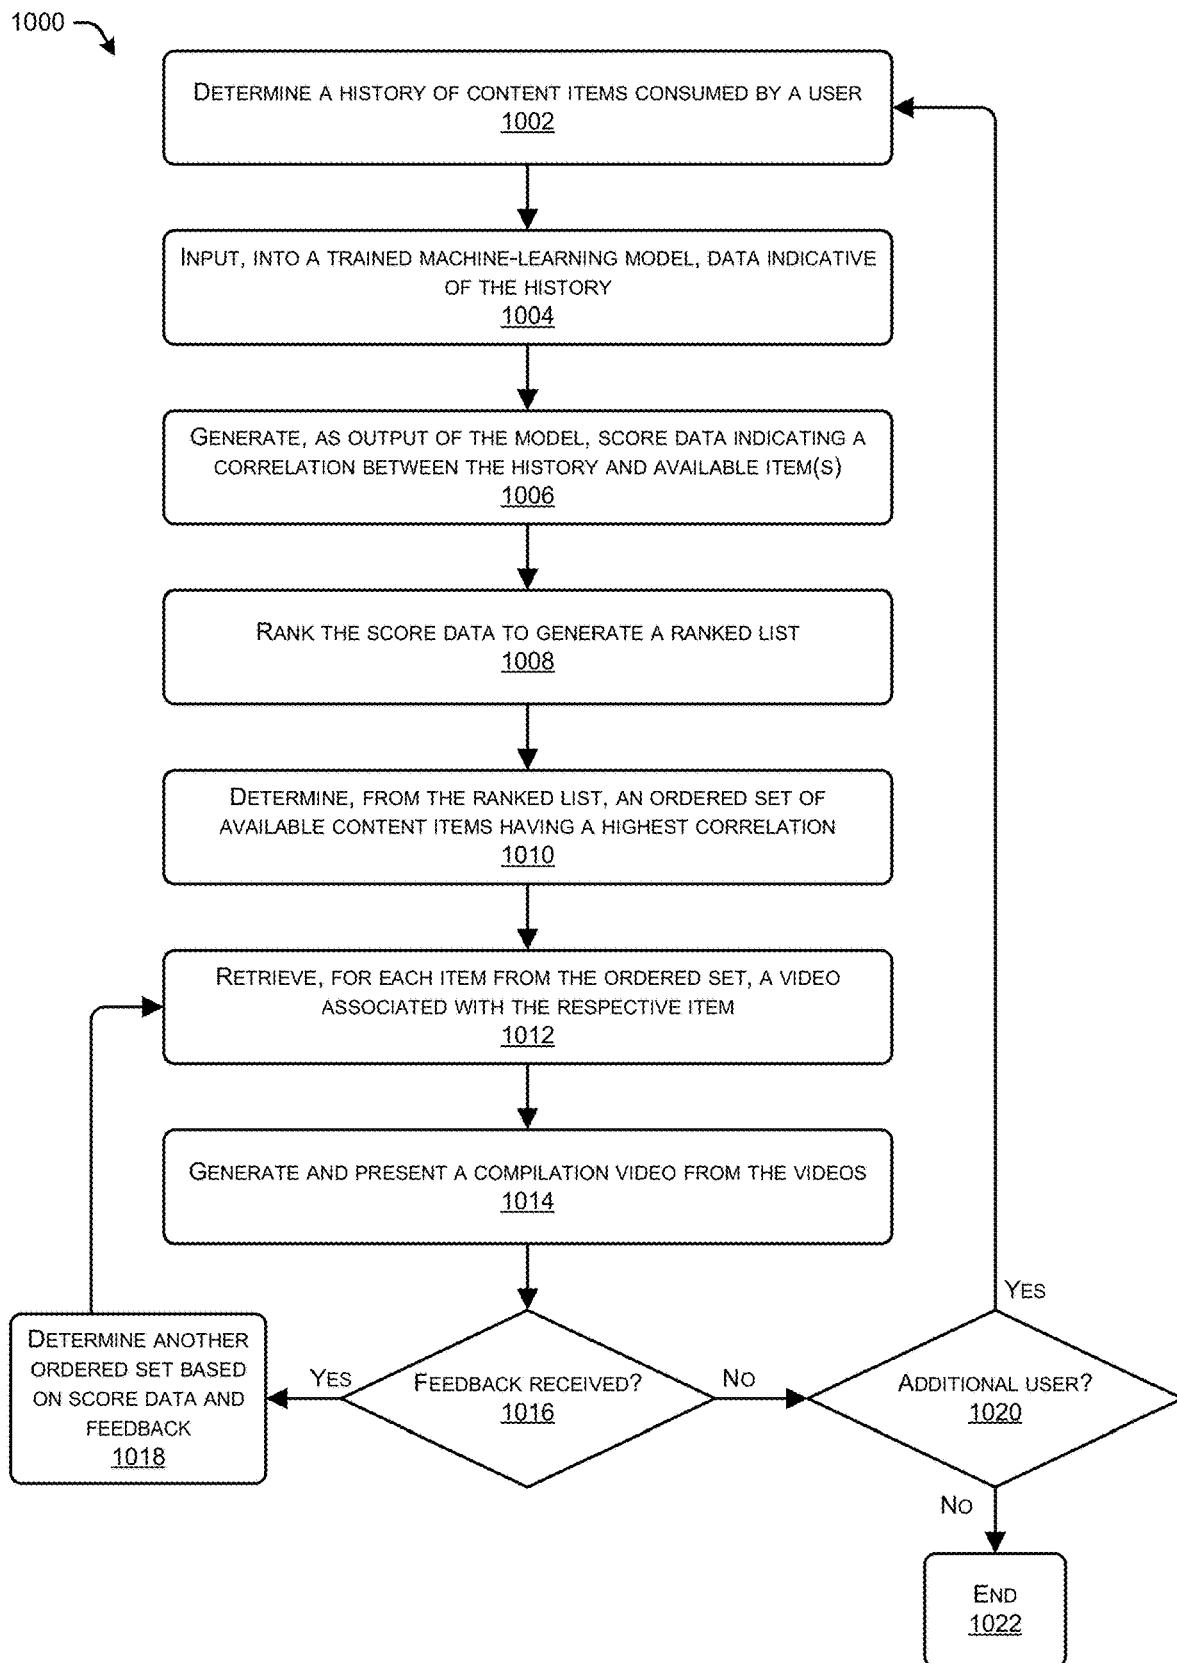 1000
DETERMINE A HISTORY OF CONTENT ITEMS CONSUMED BY A USER
1002
INPUT, INTO A TRAINED MACHINE-LEARNING MODEL, DATA INDICATIVE
OF THE HISTORY
1004
GENERATE, AS OUTPUT OF THE MODEL, SCORE DATA INDICATING A
CORRELATION BETWEEN THE HISTORY AND AVAILABLE ITEM(S)
1006
RANK THE SCORE DATA TO GENERATE A RANKED LIST
1008
DETERMINE, FROM THE RANKED LIST, AN ORDERED SET OF
AVAILABLE CONTENT ITEMS HAVING A HIGHEST CORRELATION
1010
RETRIEVE, FOR EACH ITEM FROM THE ORDERED SET, A VIDEO
ASSOCIATED WITH THE RESPECTIVE ITEM
1012
GENERATE AND PRESENT A COMPILATION VIDEO FROM THE VIDEOS
1014
DETERMINE ANOTHER
ORDERED SET BASED
ON SCORE DATA AND
FEEDBACK
1018
YES
FEEDBACK RECEIVED?
1016
NO
YES
ADDITIONAL USER?
1020
NO
END
1022